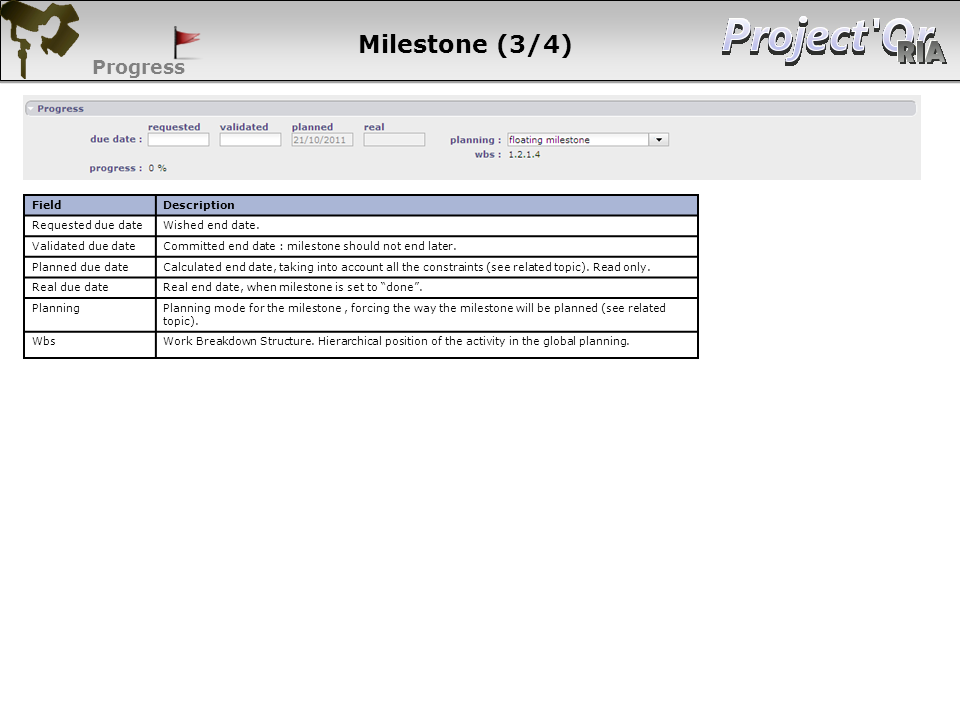 Milestone (3/4)
Progress
Project'Or
RIA
Progress
requested validated planned real
due date : 21/10/2011 planning : floating milestone
wbs : 1.2.1.4
progress : 0 %
Field Description
Requested due date Wished end date.
Validated due date Committed end date : milestone should not end later.
Planned due date Calculated end date, taking into account all the constraints (see related topic). Read only.
Real due date Real end date, when milestone is set to “done”.
Planning Planning mode for the milestone , forcing the way the milestone will be planned (see related
topic).
Wbs Work Breakdown Structure. Hierarchical position of the activity in the global planning.